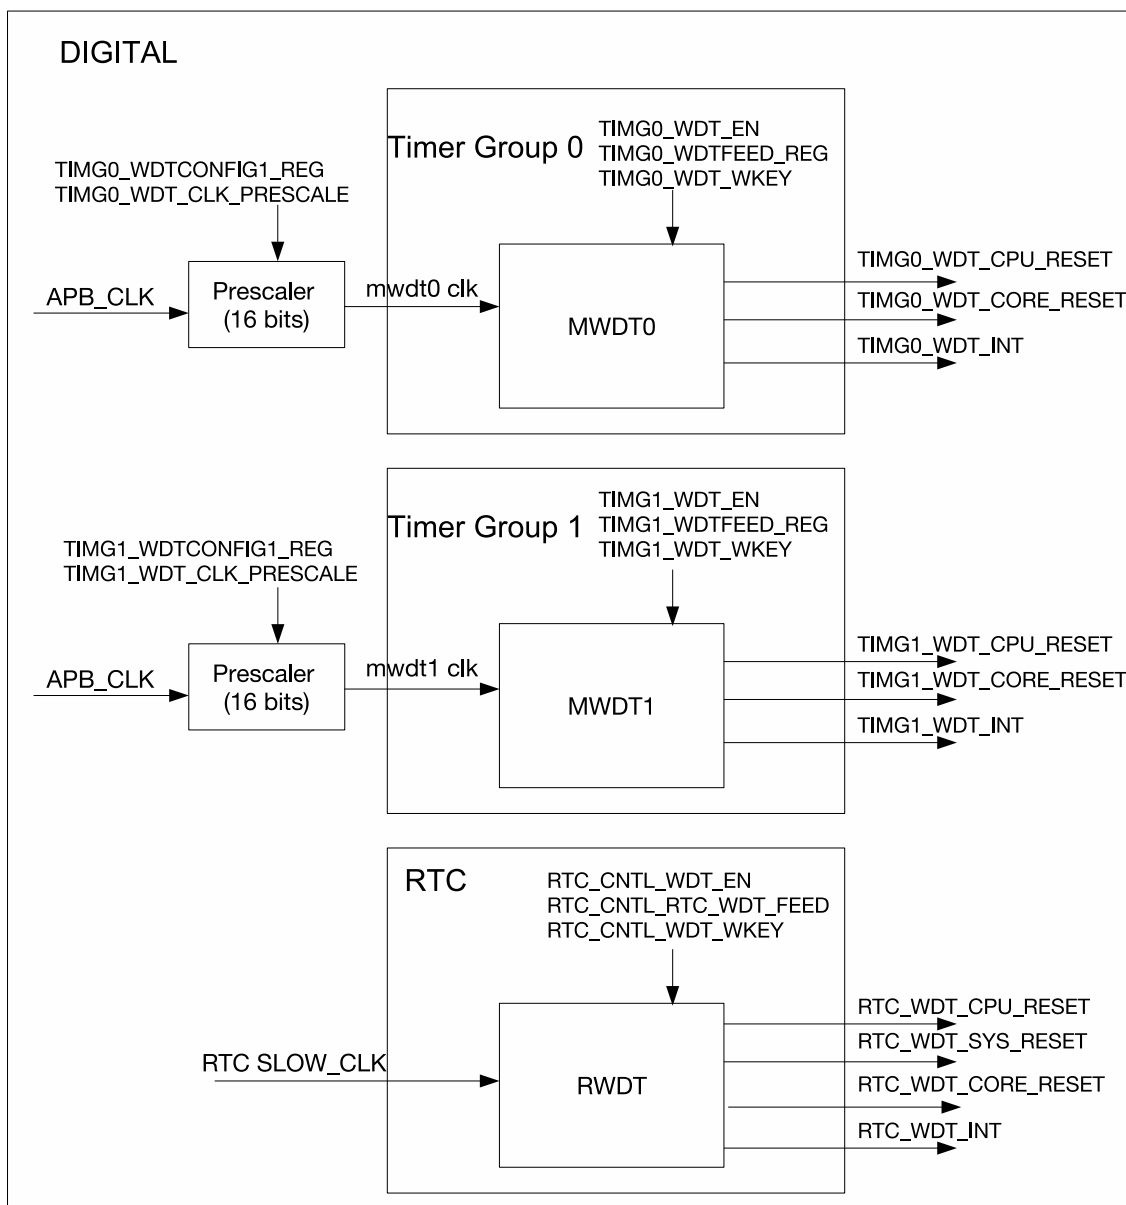 DIGITAL
Timer Group 0
TIMG0_WDT_EN
TIMG0_WDTFEED_REG
TIMG0_WDT_WKEY
TIMG0_WDTCONFIG1_REG
TIMG0_WDT_CLK_PRESCALE
APB_CLK
Prescaler
(16 bits)
mwdt0 clk
MWDT0
TIMG0_WDT_CPU_RESET
TIMG0_WDT_CORE_RESET
TIMG0_WDT_INT
Timer Group 1
TIMG1_WDT_EN
TIMG1_WDTFEED_REG
TIMG1_WDT_WKEY
TIMG1_WDTCONFIG1_REG
TIMG1_WDT_CLK_PRESCALE
APB_CLK
Prescaler
(16 bits)
mwdt1 clk
MWDT1
TIMG1_WDT_CPU_RESET
TIMG1_WDT_CORE_RESET
TIMG1_WDT_INT
RTC
RTC_CNTL_WDT_EN
RTC_CNTL_RTC_WDT_FEED
RTC_CNTL_WDT_WKEY
RTC SLOW_CLK
RWDT
RTC_WDT_CPU_RESET
RTC_WDT_SYS_RESET
RTC_WDT_CORE_RESET
RTC_WDT_INT